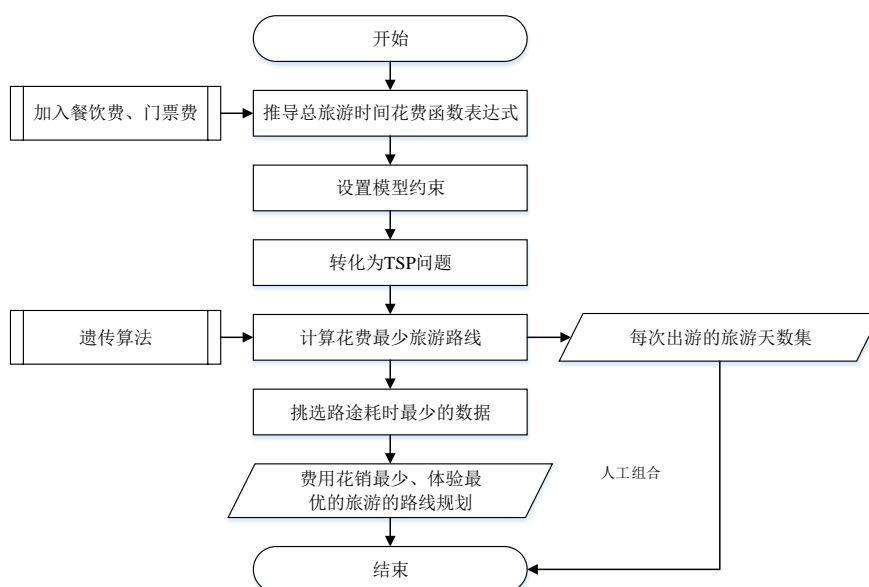 开始
加入餐饮费、门票费
推导总旅游时间花费函数表达式
设置模型约束
转化为TSP问题
遗传算法
计算花费最少旅游路线
每次出游的旅游天数集
挑选路途耗时最少的数据
费用花销最少、体验最
优的旅游的路线规划
人工组合
结束